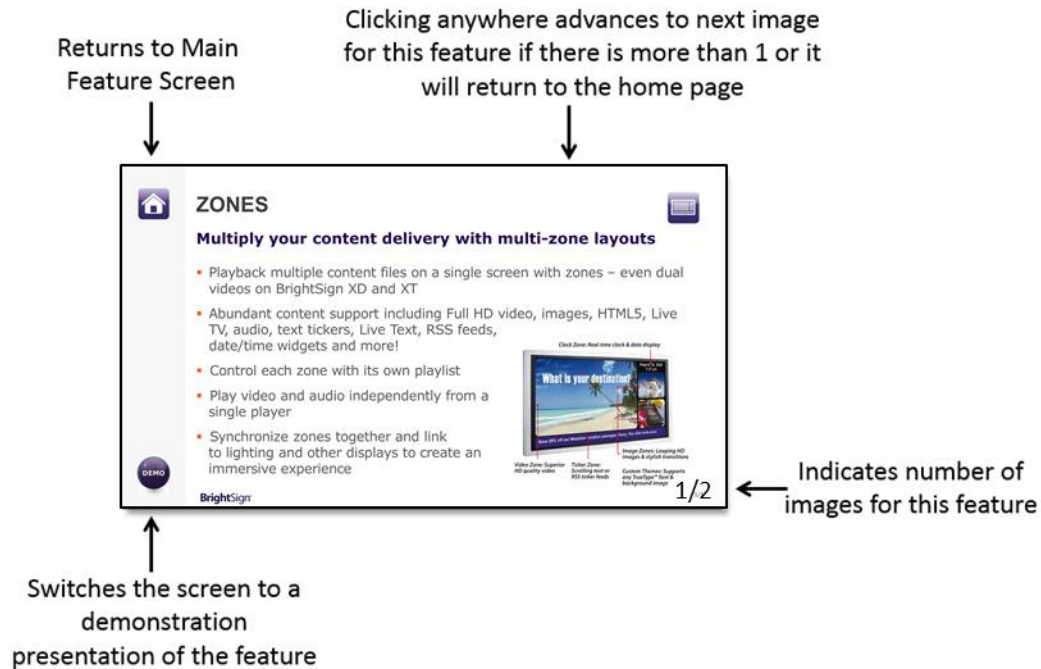 Clicking anywhere advances to next image
for this feature if there is more than 1 or it
will return to the home page
Returns to Main
Feature Screen
ZONES
Multiply your content delivery with multi-zone layouts
▪ Playback multiple content files on a single screen with zones – even dual
videos on BrightSign XD and XT
▪ Abundant content support including Full HD video, images, HTML5, Live
TV, audio, text tickers, Live Text, RSS feeds,
date/time widgets and more!
▪ Control each zone with its own playlist
▪ Play video and audio independently from a
single player
▪ Synchronize zones together and link
to lighting and other displays to create an
immersive experience
Clock Zone: Real-time clock & date display
What is your destination?
Image Zones: Looping HD
images & stylish transitions
Video Zone: Superior
HD quality video
Ticker Zone:
Scrolling text or
RSS ticker feeds
Custom Themes: Supports
any TrueType™ font &
background image
DEMO
BrightSign
1/2
Indicates number of
images for this feature
Switches the screen to a
demonstration
presentation of the feature